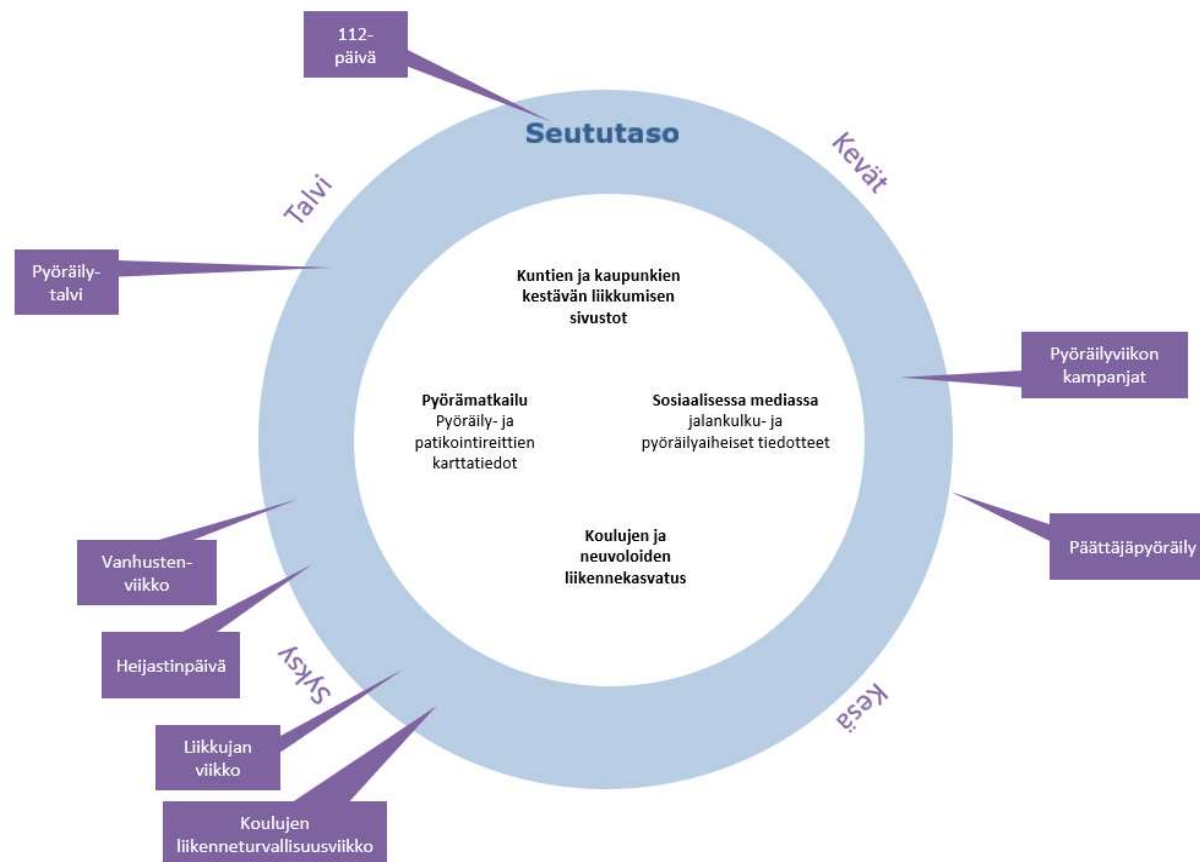 112-
päivä
Seututaso
Kevät
Talvi
Pyöräily-
talvi
Kuntien ja kaupunkien
kestävän liikkumisen
sivustot
Pyöräilyviikon
kampanjat
Pyörämatkailu
Pyöräily- ja
patikointireittien
karttatiedot
Sosiaalisessa mediassa
jalankulku- ja
pyöräilyaiheiset tiedotteet
Päättäjäpyöräily
Koulujen ja
neuvoloiden
liikennekasvatus
Vanhusten-
viikko
Heijastinpäivä
Syksy
Kesä
Liikkujan
viikko
Koulujen
liikenneturvallisuusviikko